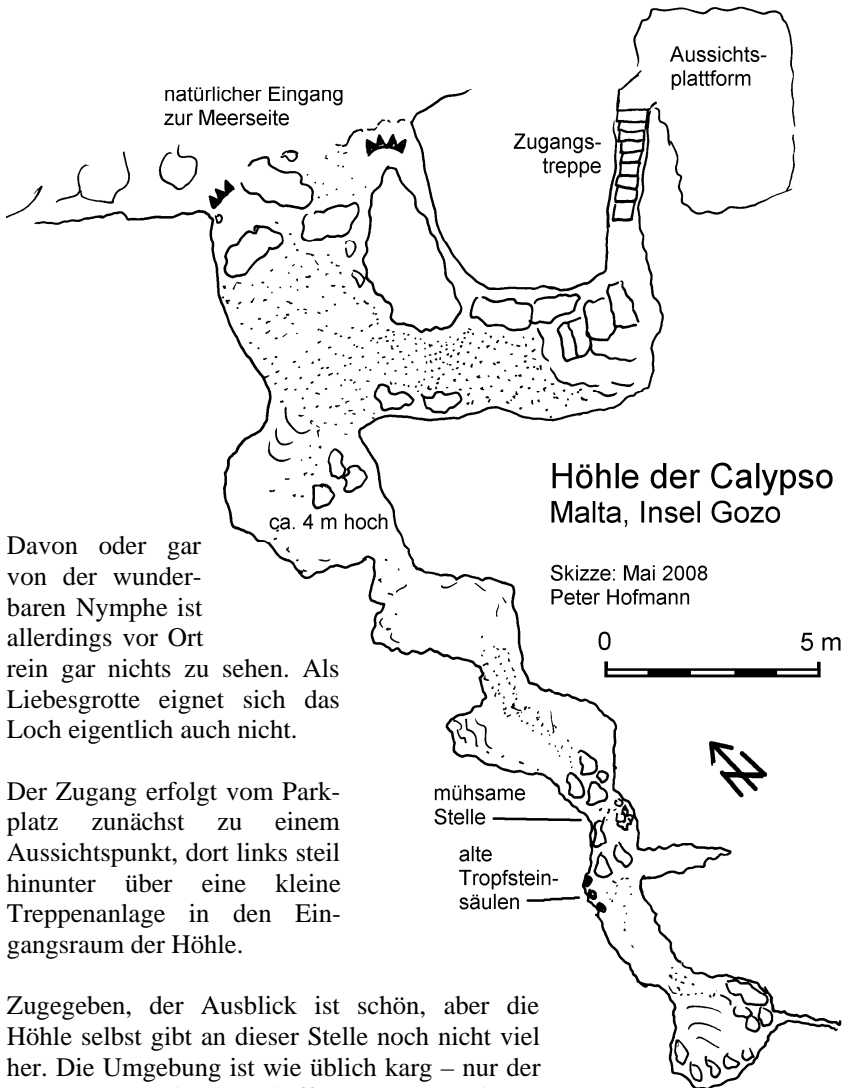 Aussichts-
plattform
natürlicher Eingang
zur Meerseite
Zugangs-
treppe
ca. 4 m hoch
Höhle der Calypso
Malta, Insel Gozo
Skizze: Mai 2008
Peter Hofmann
0 5 m
N
mühsame
Stelle
alte
Tropfstein-
säulen
Davon oder gar
von der wunder-
baren Nymphe ist
allerdings vor Ort
rein gar nichts zu sehen. Als
Liebesgrotte eignet sich das
Loch eigentlich auch nicht.
Der Zugang erfolgt vom Park-
platz zunächst zu einem
Aussichtspunkt, dort links steil
hinunter über eine kleine
Treppenanlage in den Ein-
gangsraum der Höhle.
Zugegeben, der Ausblick ist schön, aber die
Höhle selbst gibt an dieser Stelle noch nicht viel
her. Die Umgebung ist wie üblich karg – nur der